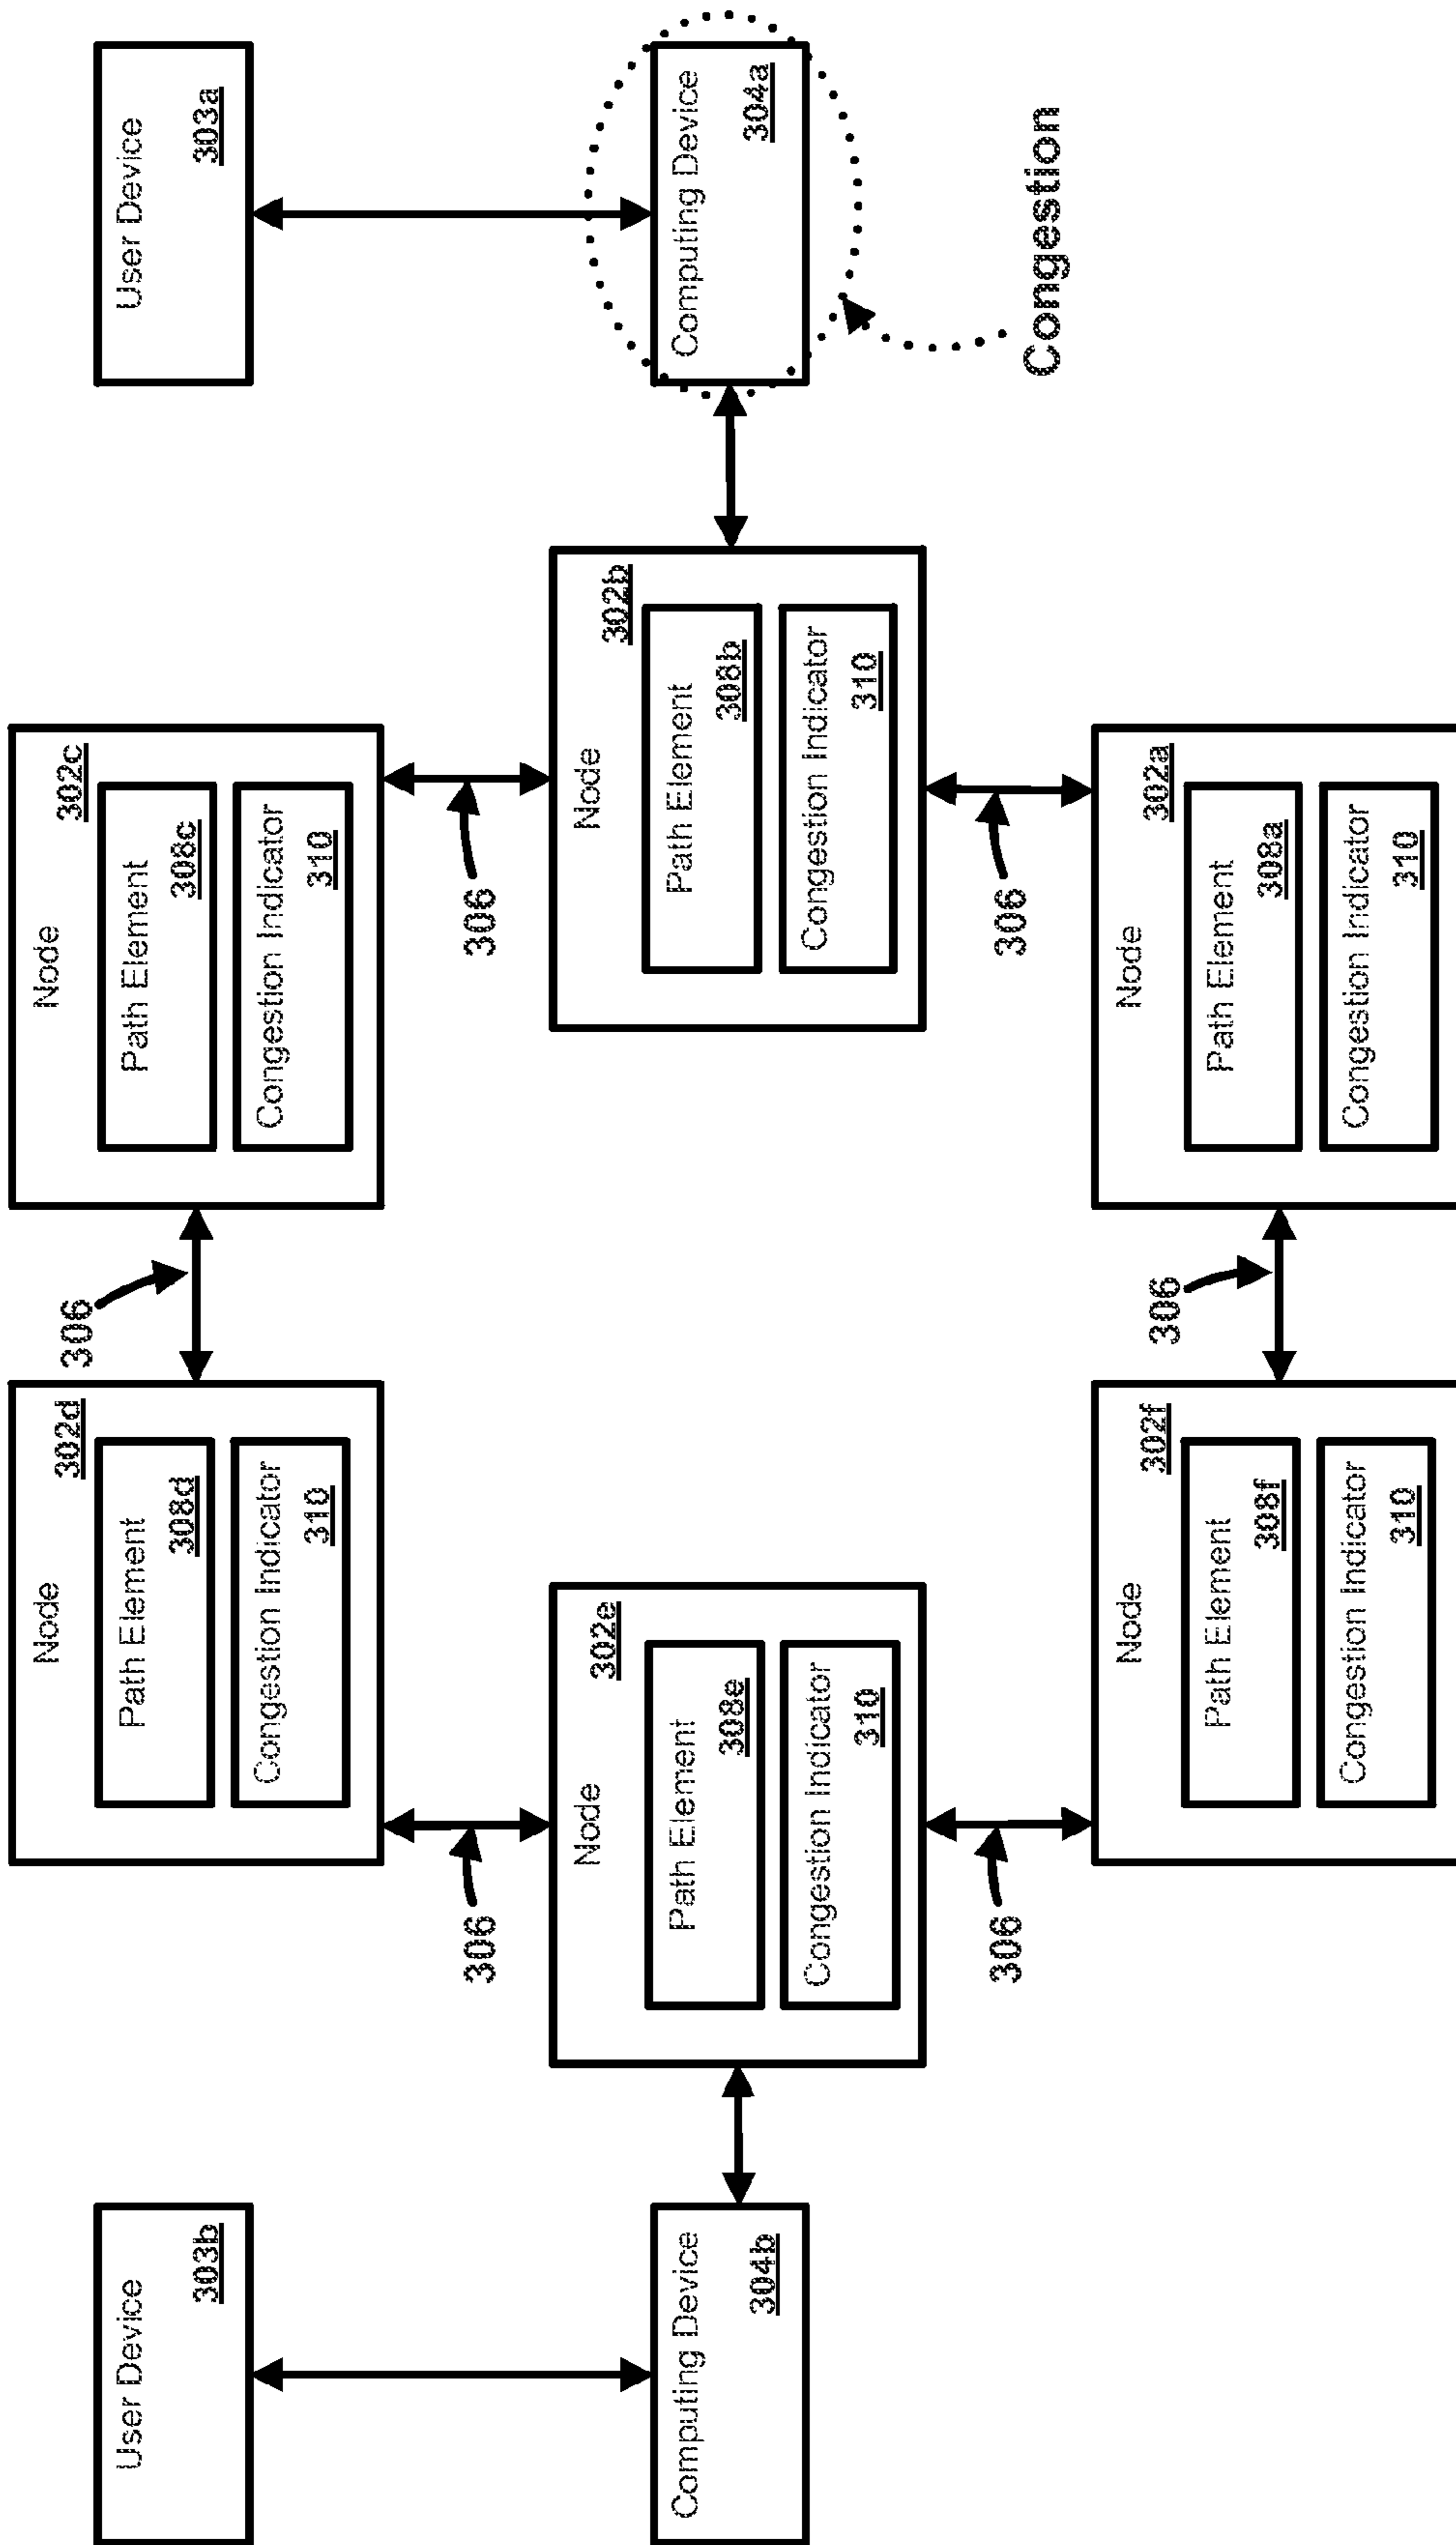 User Device
303b
Computing Device
304b
306
Node
302d
Path Element
308d
Congestion Indicator
310
306
Node
302e
Path Element
308e
Congestion Indicator
310
306
Node
302f
Path Element
308f
Congestion Indicator
310
306
Node
302c
Path Element
308c
Congestion Indicator
310
306
Node
302b
Path Element
308b
Congestion Indicator
310
306
Node
302a
Path Element
308a
Congestion Indicator
310
User Device
303a
Computing Device
304a
Congestion